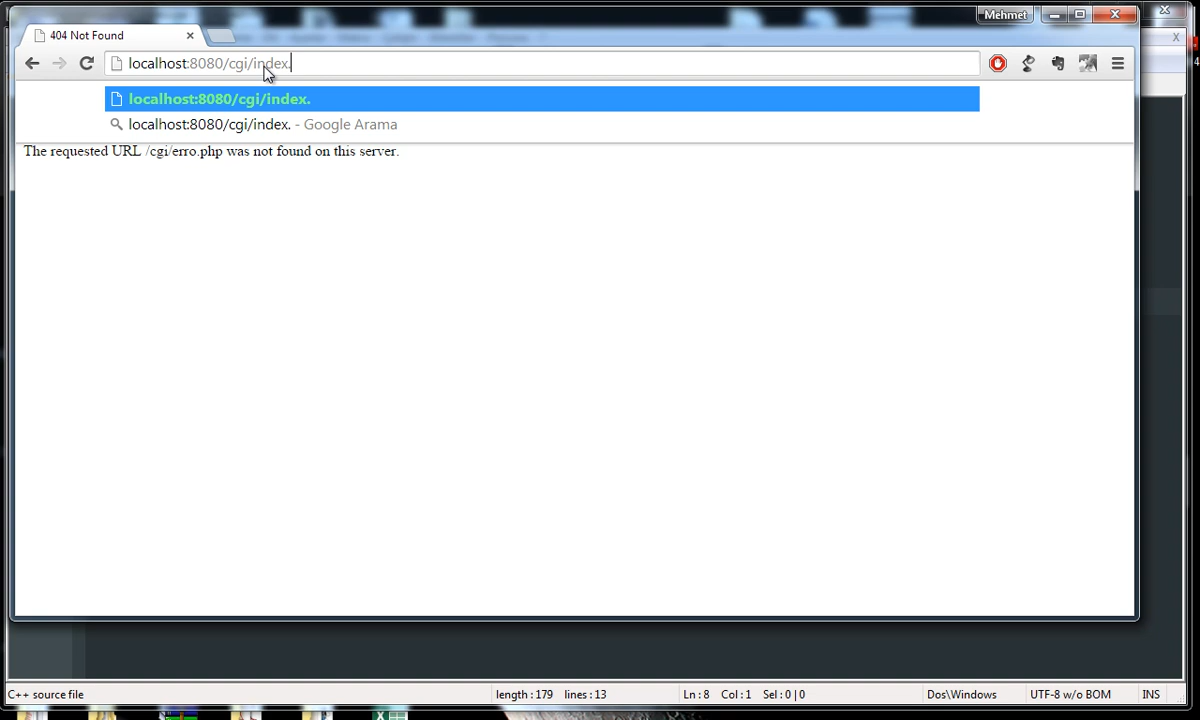 Mehmet
404 Not Found
localhost:8080/cgi/index.
localhost:8080/cgi/index.
localhost:8080/cgi/index. - Google Arama
The requested URL /cgi/erro.php was not found on this server.
C++ source file
length : 179 lines : 13
Ln : 8 Col : 1 Sel : 0 | 0
Dos\Windows
UTF-8 w/o BOM
INS